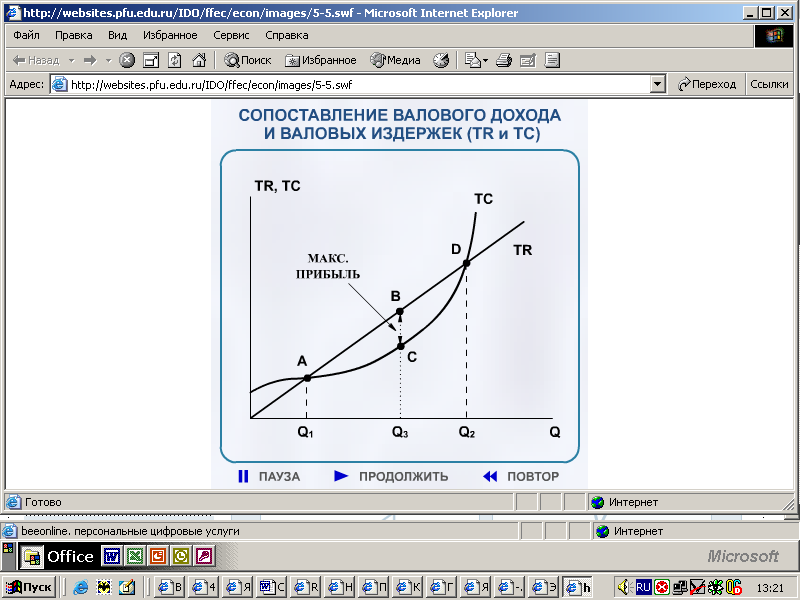 http://websites.pfu.edu.ru/IDO/ffec/econ/images/5-5.swf - Microsoft Internet Explorer
Файл Правка Вид Избранное Сервис Справка
Назад Поиск Избранное Медиа
Адрес: http://websites.pfu.edu.ru/IDO/ffec/econ/images/5-5.swf Переход Ссылки
СОПОСТАВЛЕНИЕ ВАЛОВОГО ДОХОДА
И ВАЛОВЫХ ИЗДЕРЖЕК (TR и TC)
TR, TC
TC
D
TR
МАКС.
ПРИБЫЛЬ
B
A
C
Q1 Q3 Q2 Q
ПАУЗА ПРОДОЛЖИТЬ ПОВТОР
Готово Интернет
beeonline. персональные цифровые услуги Интернет
Office Microsoft
Пуск В 4 Я С R Н П К Г Я -. Э h RU 06 13:21